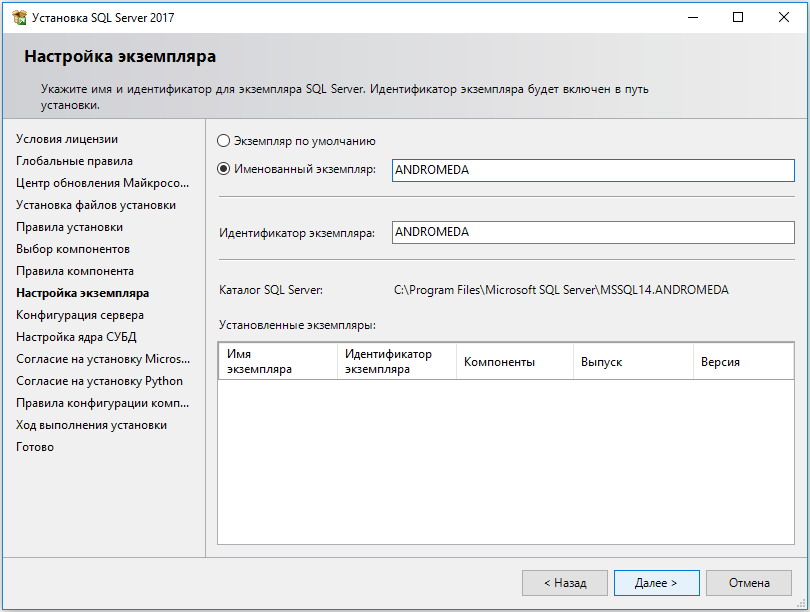 Установка SQL Server 2017
Настройка экземпляра
Укажите имя и идентификатор для экземпляра SQL Server. Идентификатор экземпляра будет включен в путь
установки.
Условия лицензии
Глобальные правила
Центр обновления Майкросо...
Установка файлов установки
Правила установки
Выбор компонентов
Правила компонента
Настройка экземпляра
Конфигурация сервера
Настройка ядра СУБД
Согласие на установку Micros...
Согласие на установку Python
Правила конфигурации комп...
Ход выполнения установки
Готово
Экземпляр по умолчанию
Именованный экземпляр: ANDROMEDA
Идентификатор экземпляра: ANDROMEDA
Каталог SQL Server: C:\Program Files\Microsoft SQL Server\MSSQL14.ANDROMEDA
Установленные экземпляры:
Имя экземпляра Идентификатор экземпляра Компоненты Выпуск Версия
< Назад Далее > Отмена